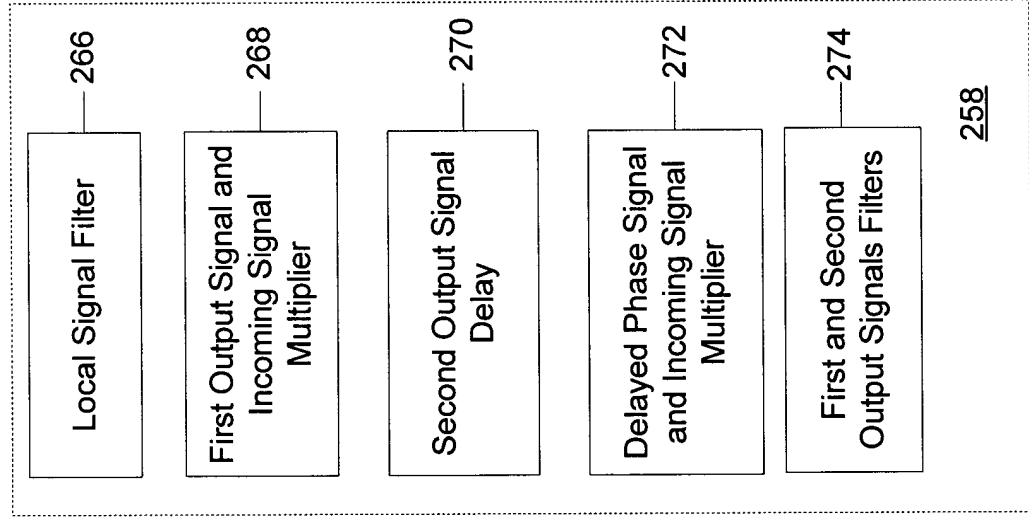 Local Signal Filter
266
First Output Signal and
Incoming Signal
Multiplier
268
Second Output Signal
Delay
270
Delayed Phase Signal
and Incoming Signal
Multiplier
272
First and Second
Output Signals Filters
274
258